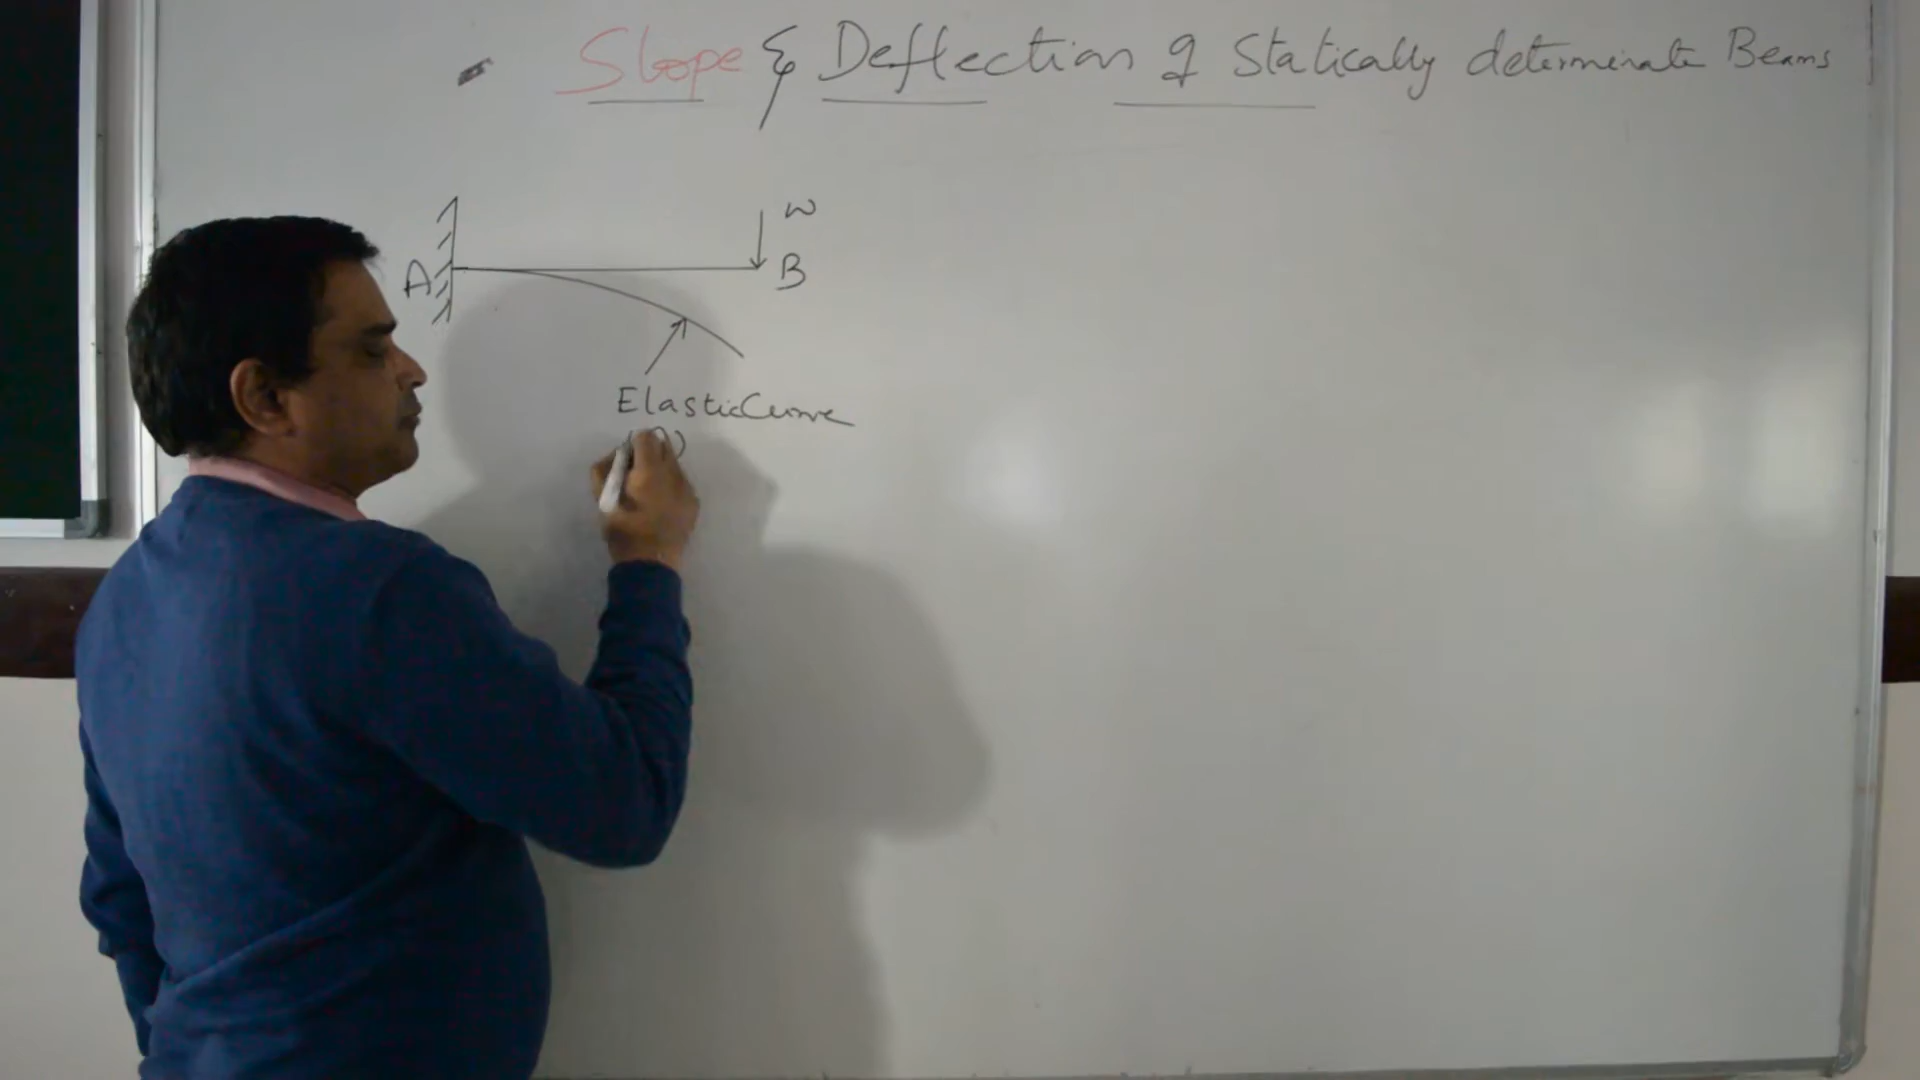 Slope & Deflection of Statically determinate Beams
w
A
B
Elastic Curve